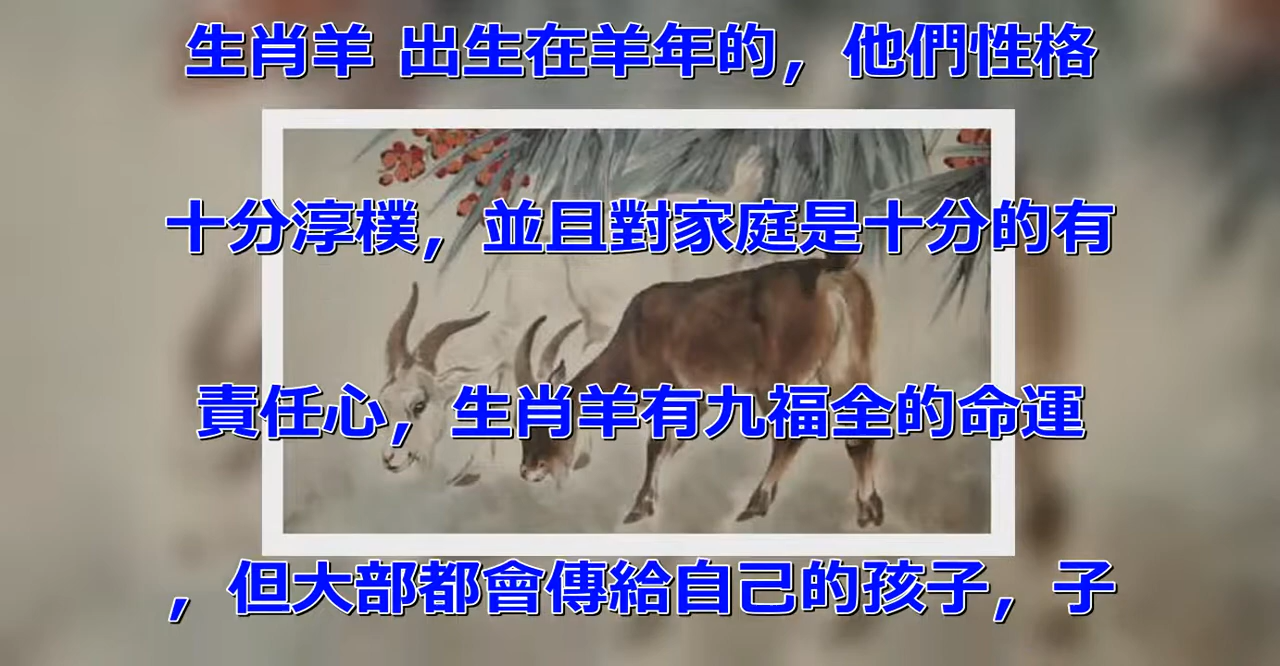 生肖羊 出生在羊年的，他們性格
十分淳樸，並且對家庭是十分的有
責任心，生肖羊有九福全的命運
，但大部都會傳給自己的孩子，子